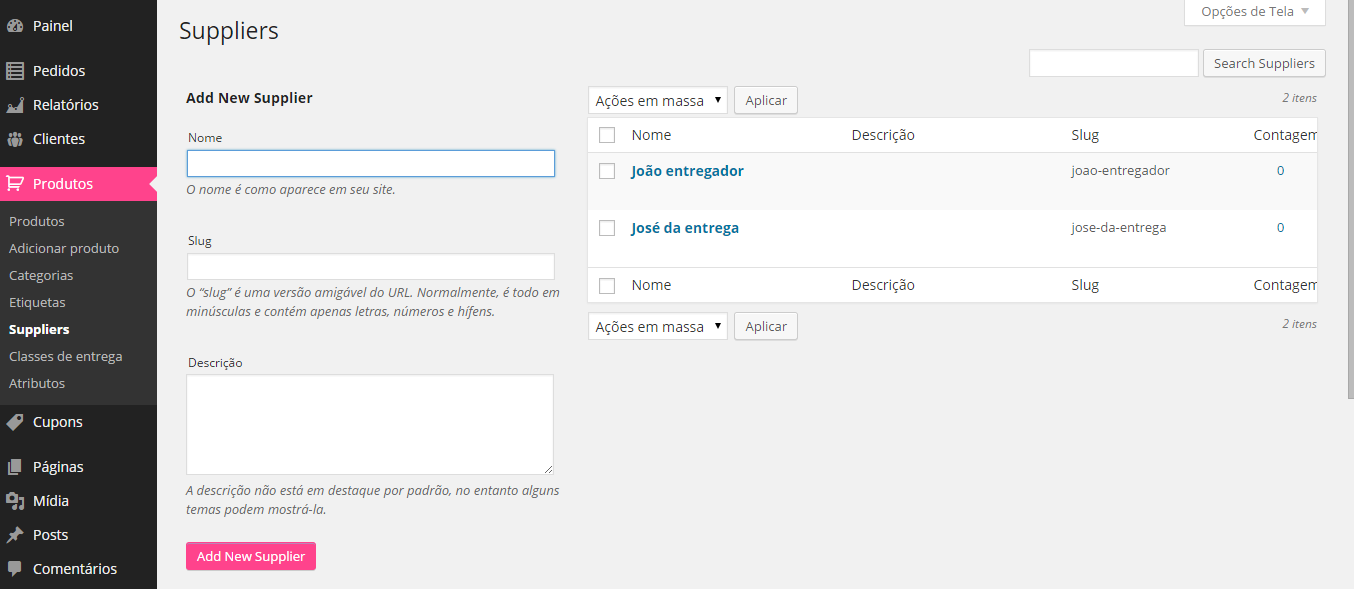 Painel
Pedidos
Relatórios
Clientes
Produtos
Produtos
Adicionar produto
Categorias
Etiquetas
Suppliers
Classes de entrega
Atributos
Cupons
Páginas
Mídia
Posts
Comentários
Opções de Tela
Suppliers
Search Suppliers
Add New Supplier
Nome
O nome é como aparece em seu site.
Slug
O “slug” é uma versão amigável do URL. Normalmente, é todo em
minúsculas e contém apenas letras, números e hífens.
Descrição
A descrição não está em destaque por padrão, no entanto alguns
temas podem mostrá-la.
Add New Supplier
Ações em massa Aplicar 2 itens
Nome Descrição Slug Contagem
João entregador joao-entregador 0
José da entrega jose-da-entrega 0
Nome Descrição Slug Contagem
Ações em massa Aplicar 2 itens